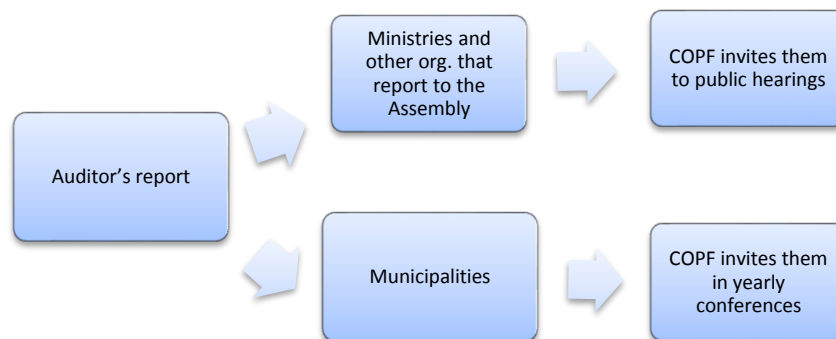 Auditor's report
Ministries and
other org. that
report to the
Assembly
COPF invites them
to public hearings
Municipalities
COPF invites them
in yearly
conferences